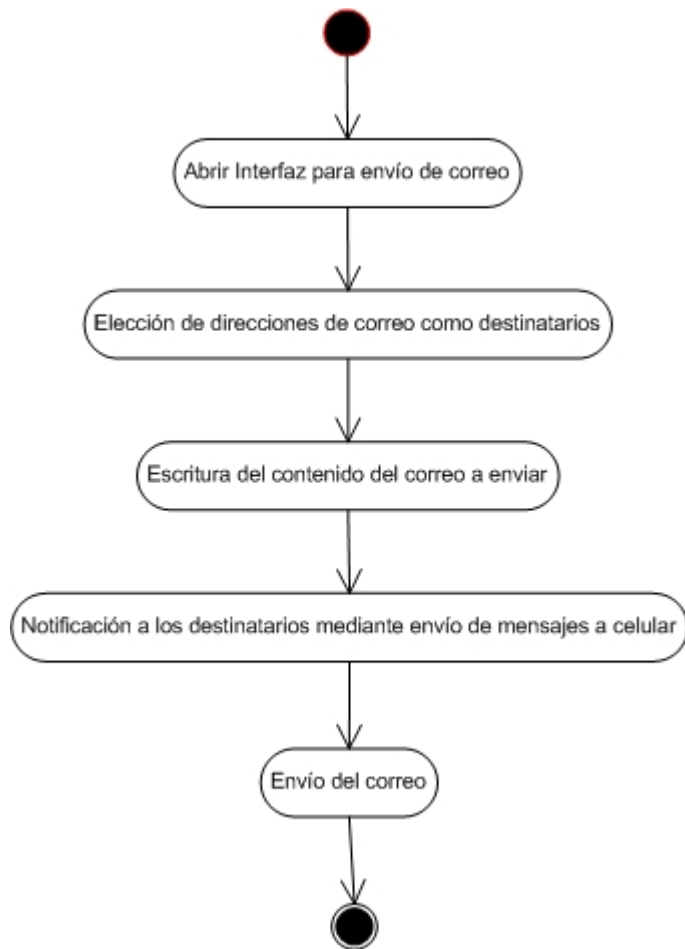 Abrir Interfaz para envío de correo
Elección de direcciones de correo como destinatarios
Escritura del contenido del correo a enviar
Notificación a los destinatarios mediante envío de mensajes a celular
Envío del correo